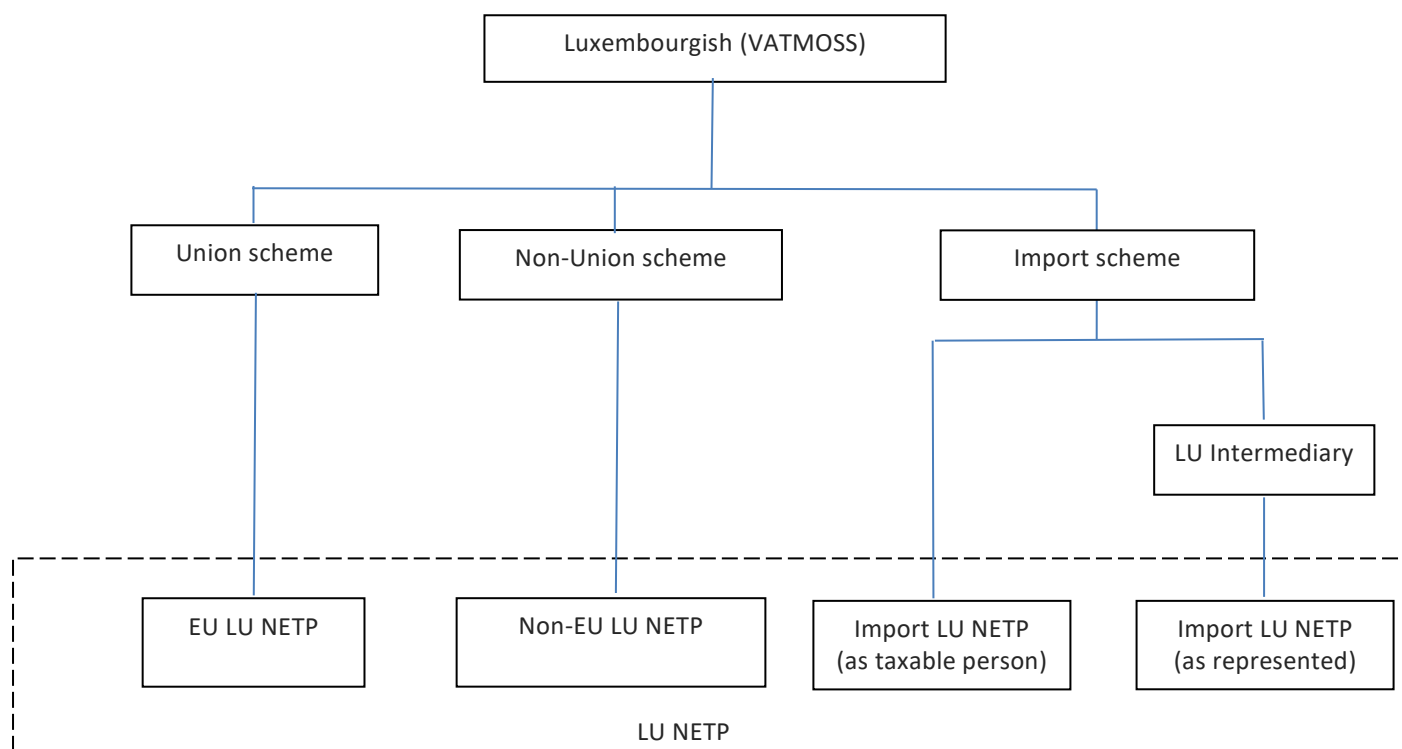 Luxembourgish (VATMOSS)
Union scheme
Non-Union scheme
Import scheme
LU Intermediary
EU LU NETP
Non-EU LU NETP
Import LU NETP
(as taxable person)
Import LU NETP
(as represented)
LU NETP